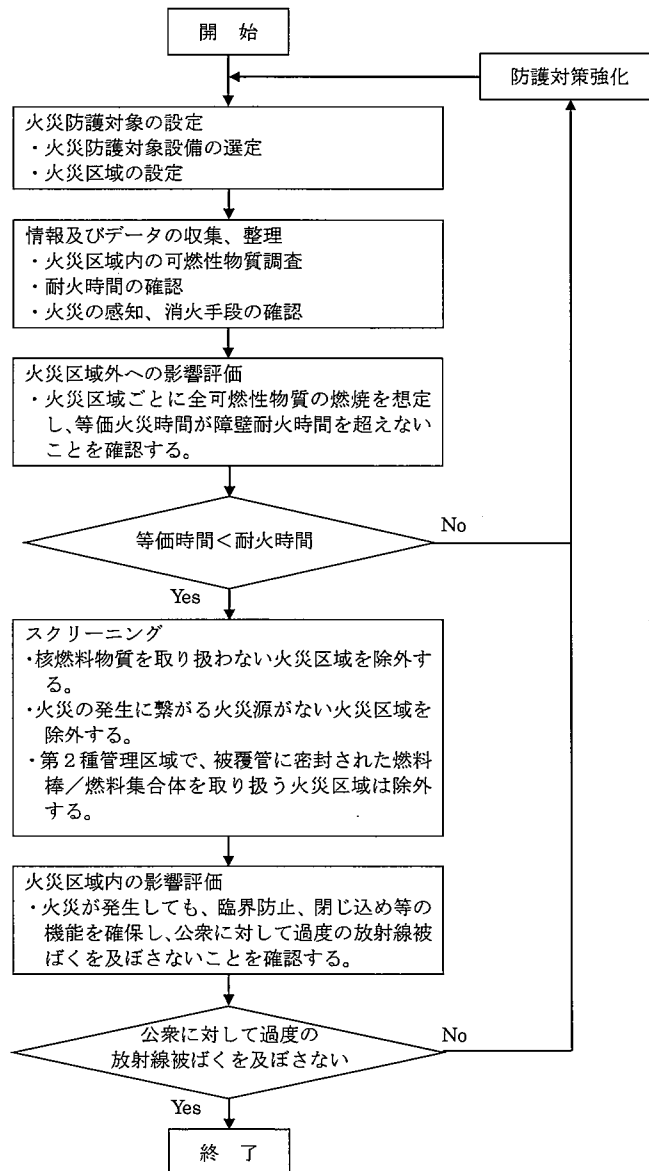 開 始
防護対策強化
火災防護対象の設定
・火災防護対象設備の選定
・火災区域の設定
情報及びデータの収集、整理
・火災区域内の可燃性物質調査
・耐火時間の確認
・火災の感知、消火手段の確認
火災区域外への影響評価
・火災区域ごとに全可燃性物質の燃焼を想定
し、等価火災時間が障壁耐火時間を超えない
ことを確認する。
等価時間＜耐火時間
No
Yes
スクリーニング
・核燃料物質を取り扱わない火災区域を除外す
る。
・火災の発生に繋がる火災源がない火災区域を
除外する。
・第２種管理区域で、被覆管に密封された燃料
棒／燃料集合体を取り扱う火災区域は除外
する。
火災区域内の影響評価
・火災が発生しても、臨界防止、閉じ込め等の
機能を確保し、公衆に対して過度の放射線被
ばくを及ぼさないことを確認する。
公衆に対して過度の
放射線被ばくを及ぼさない
No
Yes
終 了